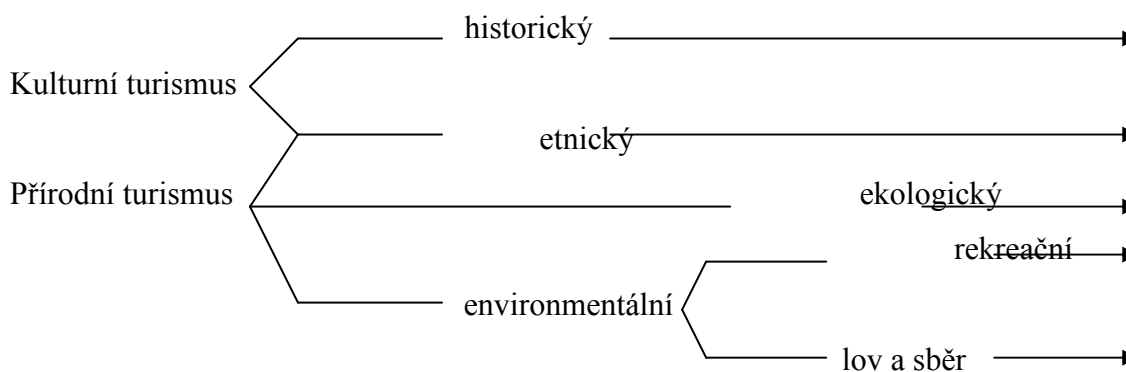 historický
Kulturní turismus
etnický
Přírodní turismus
ekologický
rekreační
environmentální
lov a sběr